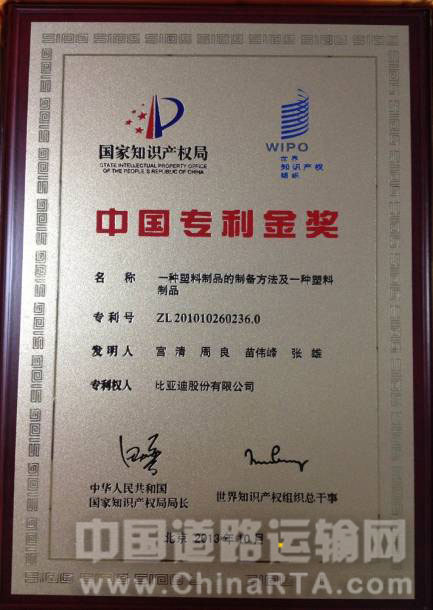 国家知识产权局
STATE INTELLECTUAL PROPERTY OFFICE
OF THE PEOPLE'S REPUBLIC OF CHINA
WIPO
世界
知识产权
组织
中国专利金奖
名 称 一种塑料制品的制备方法及一种塑料
制品
专利号 ZL 201010260236.0
发明人 宫清 周良 苗伟峰 张雄
专利权人 比亚迪股份有限公司
中华人民共和国
国家知识产权局局长
世界知识产权组织总干事
北京 2013年10月
中国道路运输网
www.ChinaRTA.com